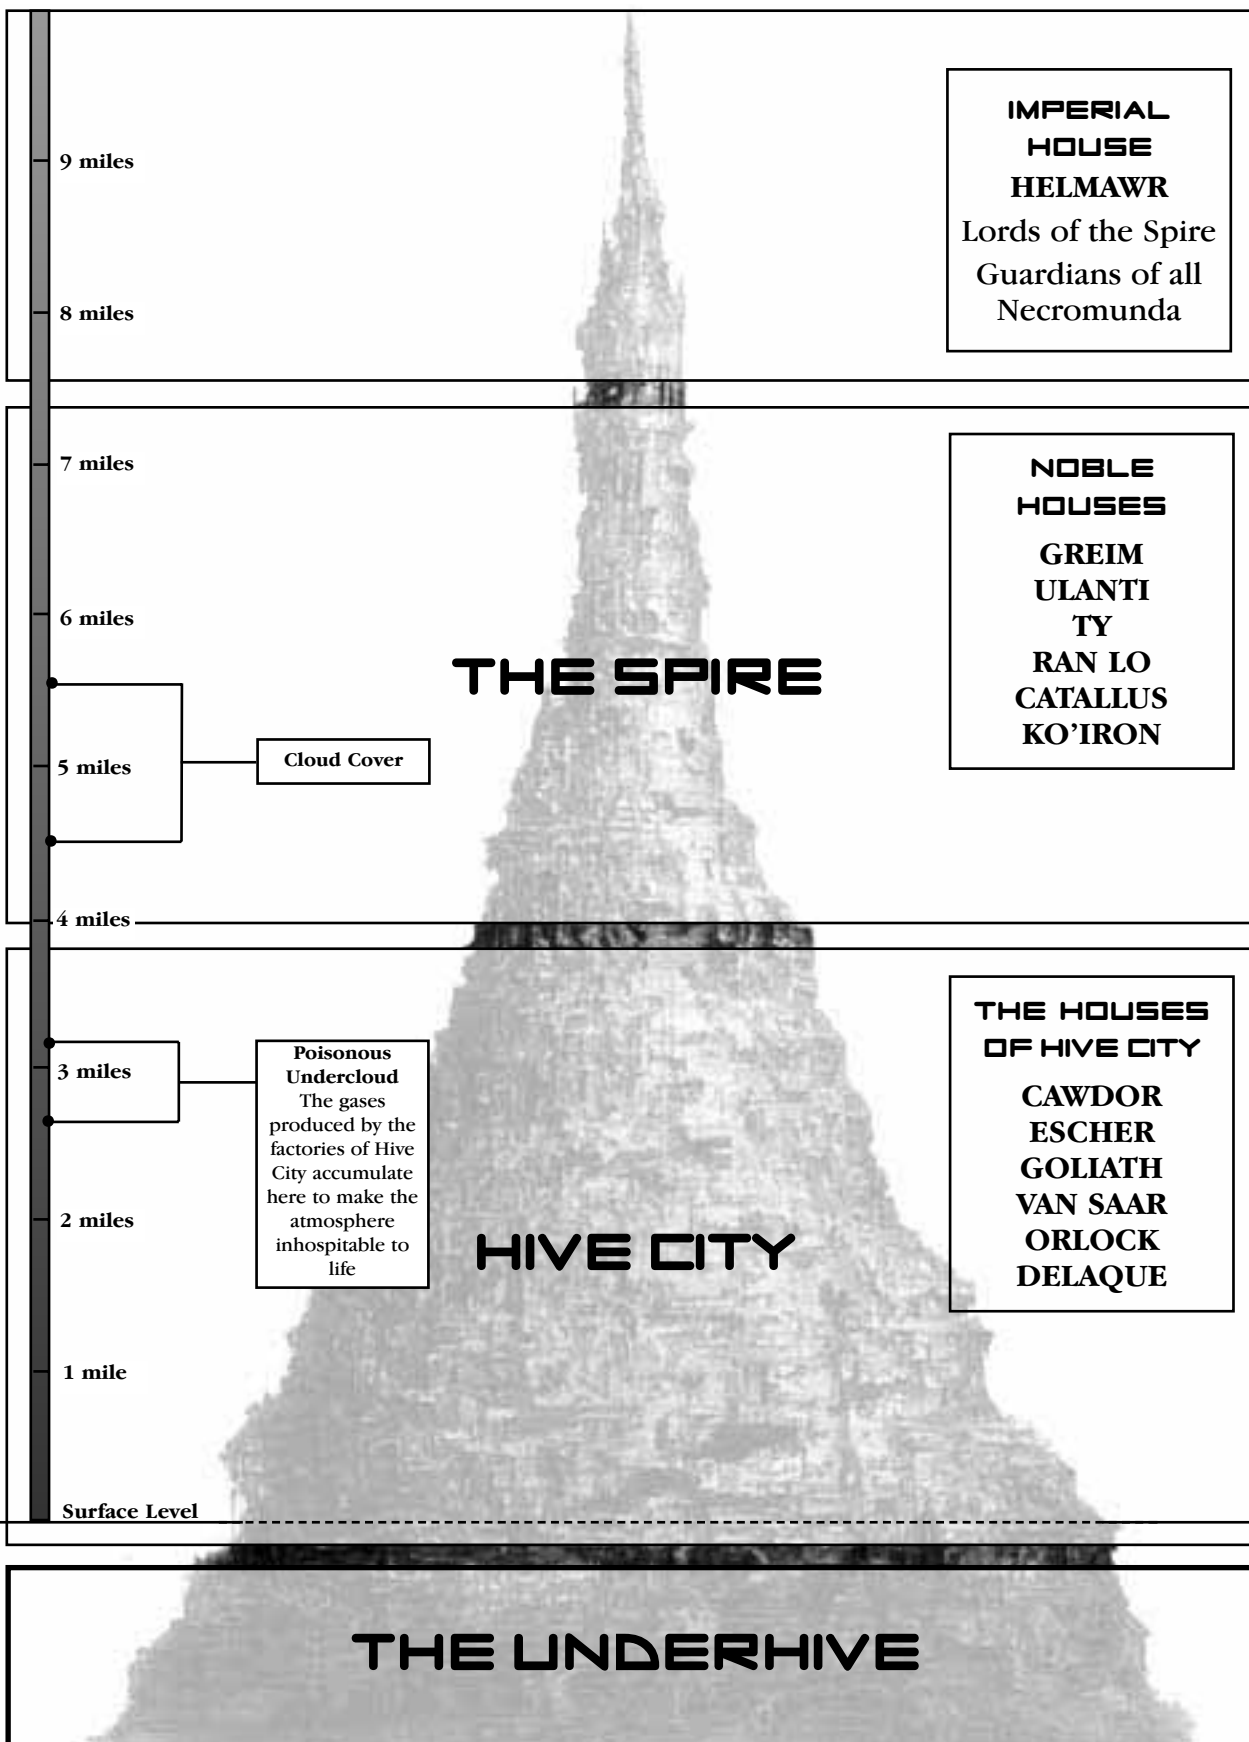 IMPERIAL
HOUSE
HELMAWR
Lords of the Spire
Guardians of all
Necromunda
9 miles
8 miles
7 miles
NOBLE
HOUSES
GREIM
ULANTI
TY
RAN LO
CATALLUS
KO’IRON
6 miles
THE SPIRE
Cloud Cover
5 miles
4 miles
THE HOUSES
OF HIVE CITY
CAWDOR
ESCHER
GOLIATH
VAN SAAR
ORLOCK
DELAQUE
3 miles
Poisonous
Undercloud
The gases
produced by the
factories of Hive
City accumulate
here to make the
atmosphere
inhospitable to
life
2 miles
HIVE CITY
1 mile
Surface Level
THE UNDERHIVE